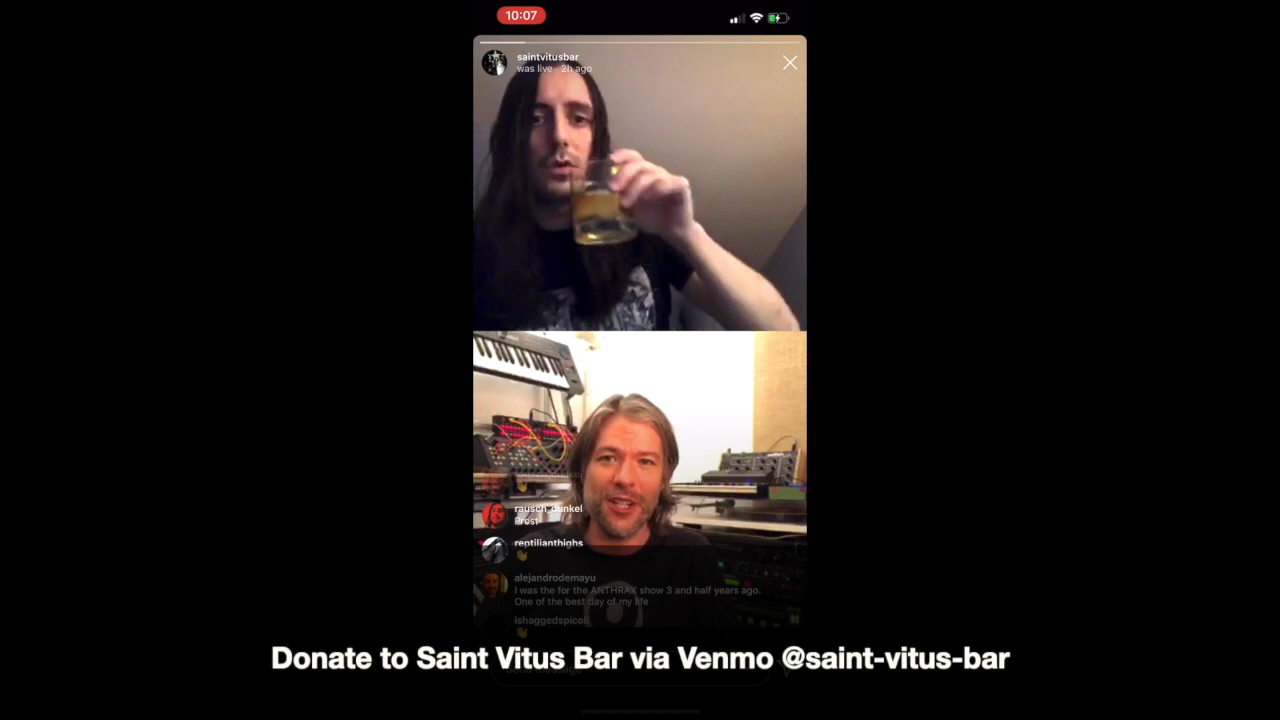 10:07
saintvitusbar
was live · 2h ago
rausch_dunkel
Prost
reptilianthighs
alejandrodemayu
I was the for the ANTHRAX show 3 and half years ago.
One of the best day of my life
ishaggedspicoli
Donate to Saint Vitus Bar via Venmo @saint-vitus-bar